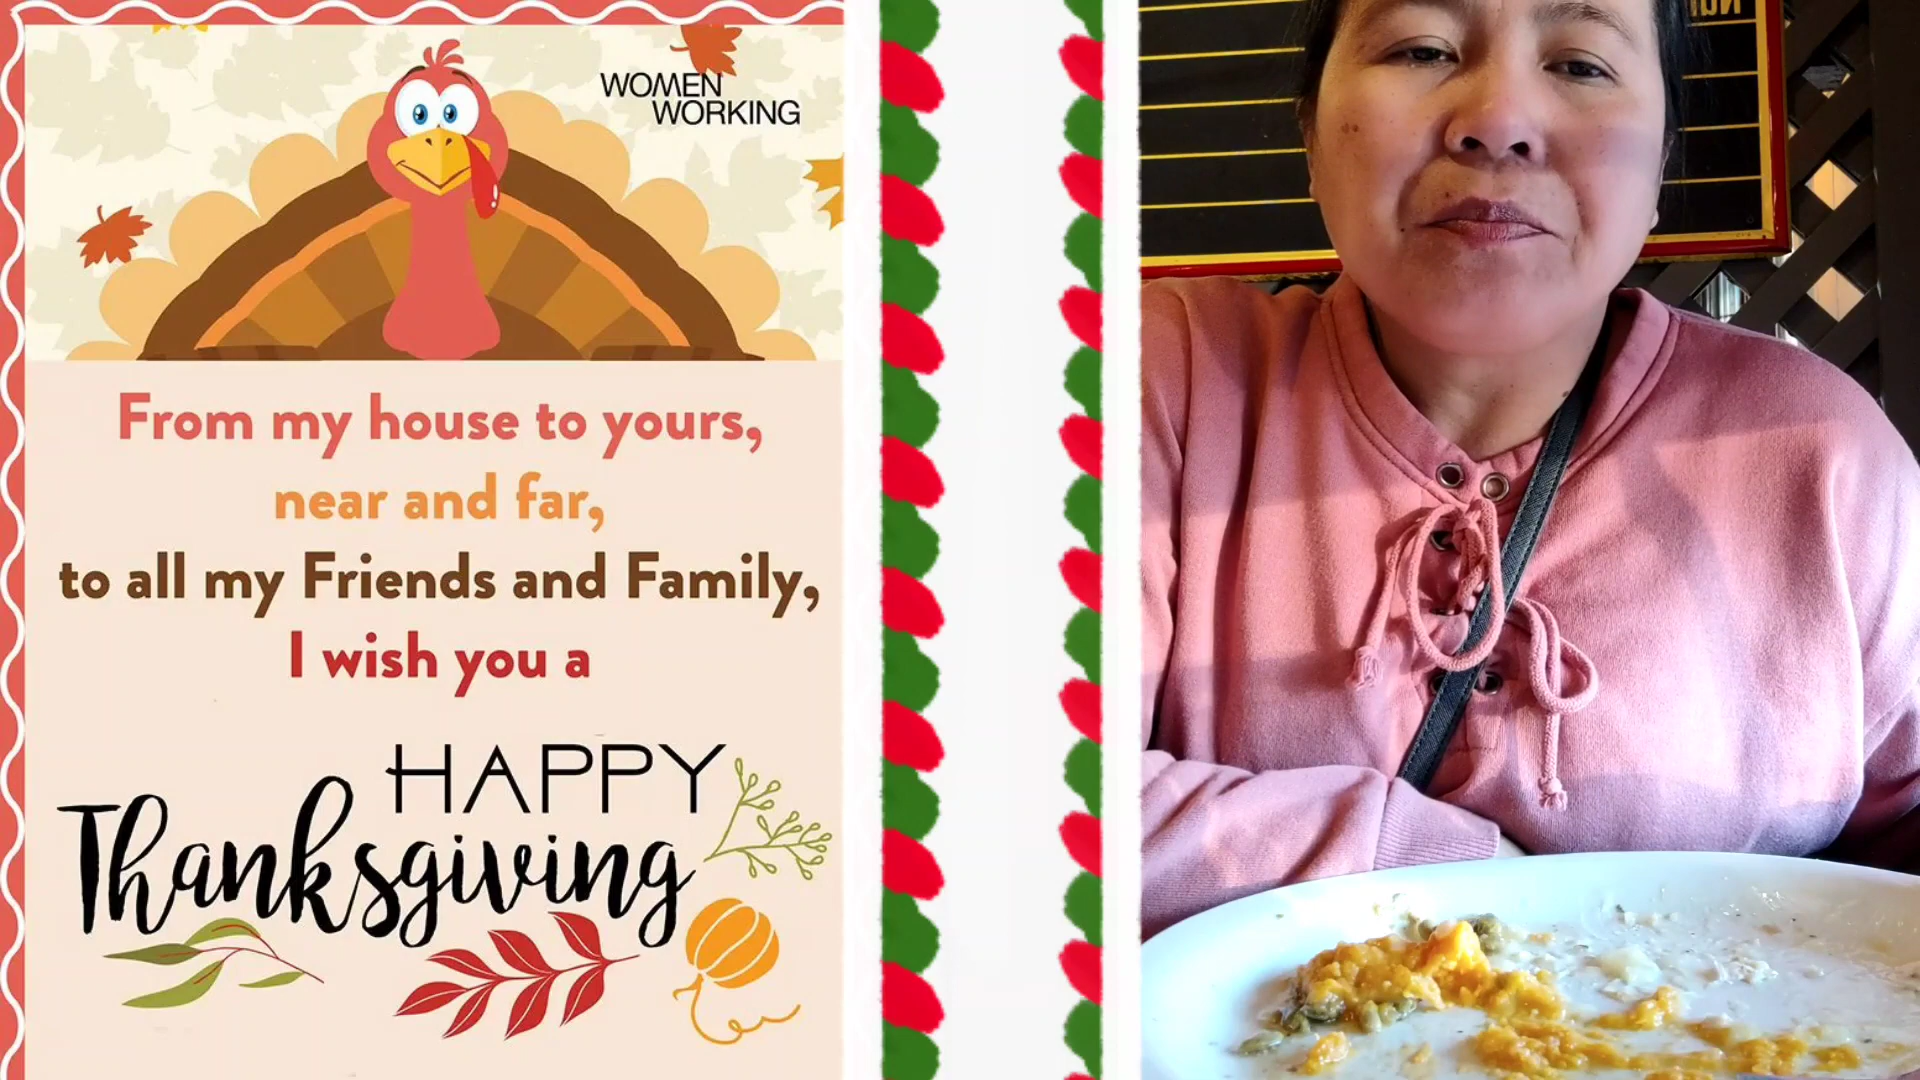 WOMEN
WORKING
From my house to yours,
near and far,
to all my Friends and Family,
I wish you a
HAPPY
Thanksgiving